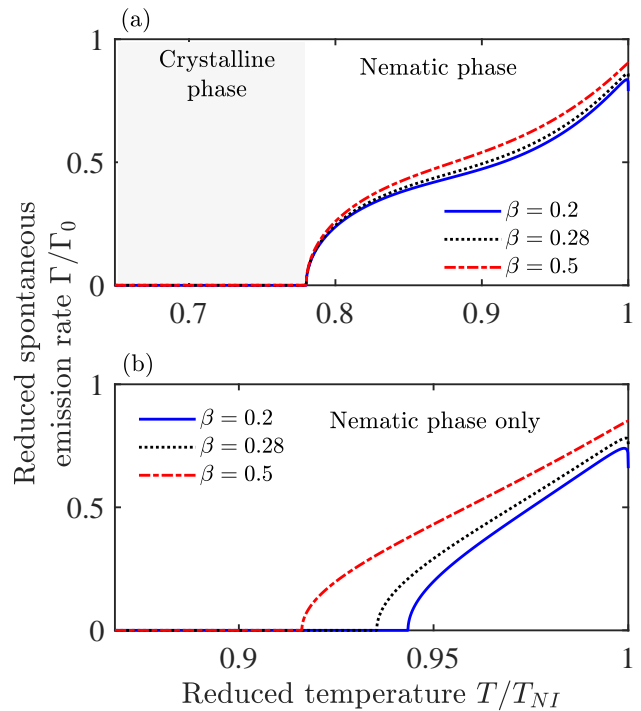 (a)
Crystalline
phase
Nematic phase
1
0.5
0
β = 0.2
β = 0.28
β = 0.5
0.7
0.8
0.9
1
Reduced spontaneous
emission rate Γ/Γ₀
(b)
1
0.5
0
β = 0.2
β = 0.28
β = 0.5
Nematic phase only
0.9
0.95
1
Reduced temperature T/T_{NI}